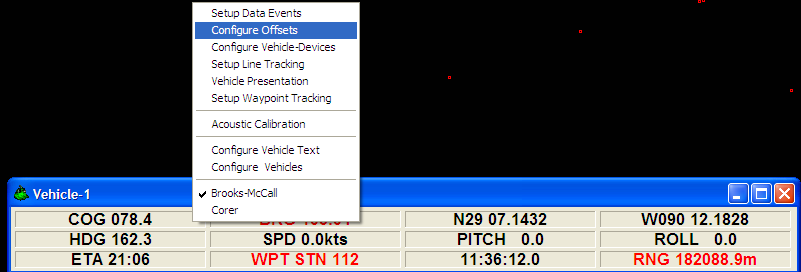 Setup Data Events
Configure Offsets
Configure Vehicle-Devices
Setup Line Tracking
Vehicle Presentation
Setup Waypoint Tracking
Acoustic Calibration
Configure Vehicle Text
Configure Vehicles
Brooks-McCall
Corer
Vehicle-1
COG 078.4 N29 07.1432 W090 12.1828
HDG 162.3 SPD 0.0kts PITCH 0.0 ROLL 0.0
ETA 21:06 WPT STN 112 11:36:12.0 RNG 182088.9m